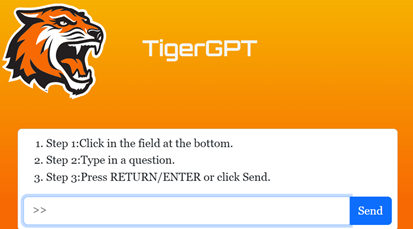 TigerGPT
1. Step 1:Click in the field at the bottom.
2. Step 2:Type in a question.
3. Step 3:Press RETURN/ENTER or click Send.
>>
Send